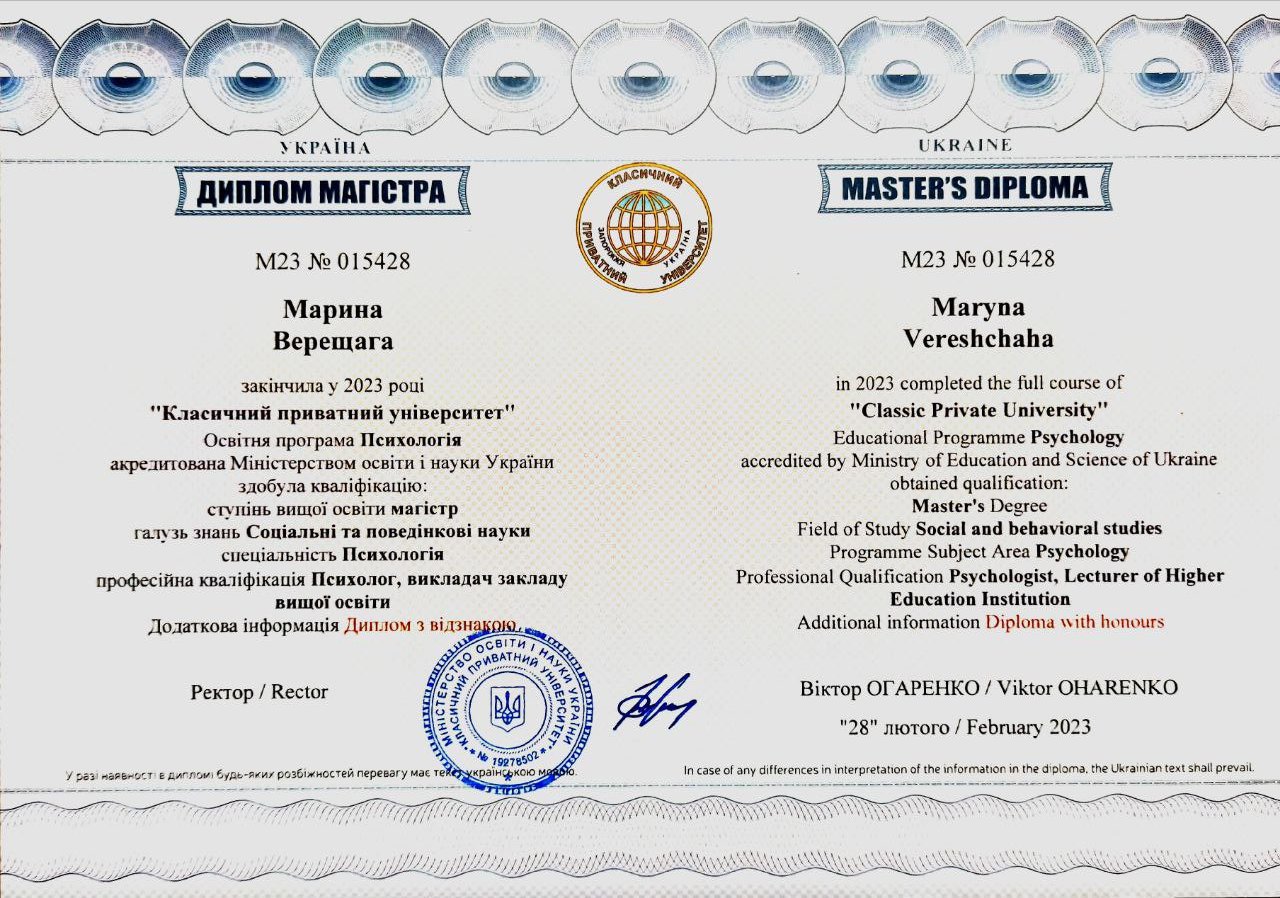 УКРАЇНА
ДИПЛОМ МАГІСТРА
М23 № 015428
Марина
Верещага
закінчила у 2023 році
"Класичний приватний університет"
Освітня програма Психологія
акредитована Міністерством освіти і науки України
здобула кваліфікацію:
ступінь вищої освіти магістр
галузь знань Соціальні та поведінкові науки
спеціальність Психологія
професійна кваліфікація Психолог, викладач закладу
вищої освіти
Додаткова інформація Диплом з відзнакою
Ректор / Rector
МІНІСТЕРСТВО ОСВІТИ І НАУКИ УКРАЇНИ
"КЛАСИЧНИЙ ПРИВАТНИЙ УНІВЕРСИТЕТ"
* № 19278502 *
У разі наявності в дипломі будь-яких розбіжностей перевагу має текст українською мовою.
КЛАСИЧНИЙ
ПРИВАТНИЙ
УНІВЕРСИТЕТ
ЗАПОРІЖЖЯ
УКРАЇНА
UKRAINE
MASTER'S DIPLOMA
М23 № 015428
Maryna
Vereshchaha
in 2023 completed the full course of
"Classic Private University"
Educational Programme Psychology
accredited by Ministry of Education and Science of Ukraine
obtained qualification:
Master's Degree
Field of Study Social and behavioral studies
Programme Subject Area Psychology
Professional Qualification Psychologist, Lecturer of Higher
Education Institution
Additional information Diploma with honours
Віктор ОГАРЕНКО / Viktor OHARENKO
"28" лютого / February 2023
In case of any differences in interpretation of the information in the diploma, the Ukrainian text shall prevail.